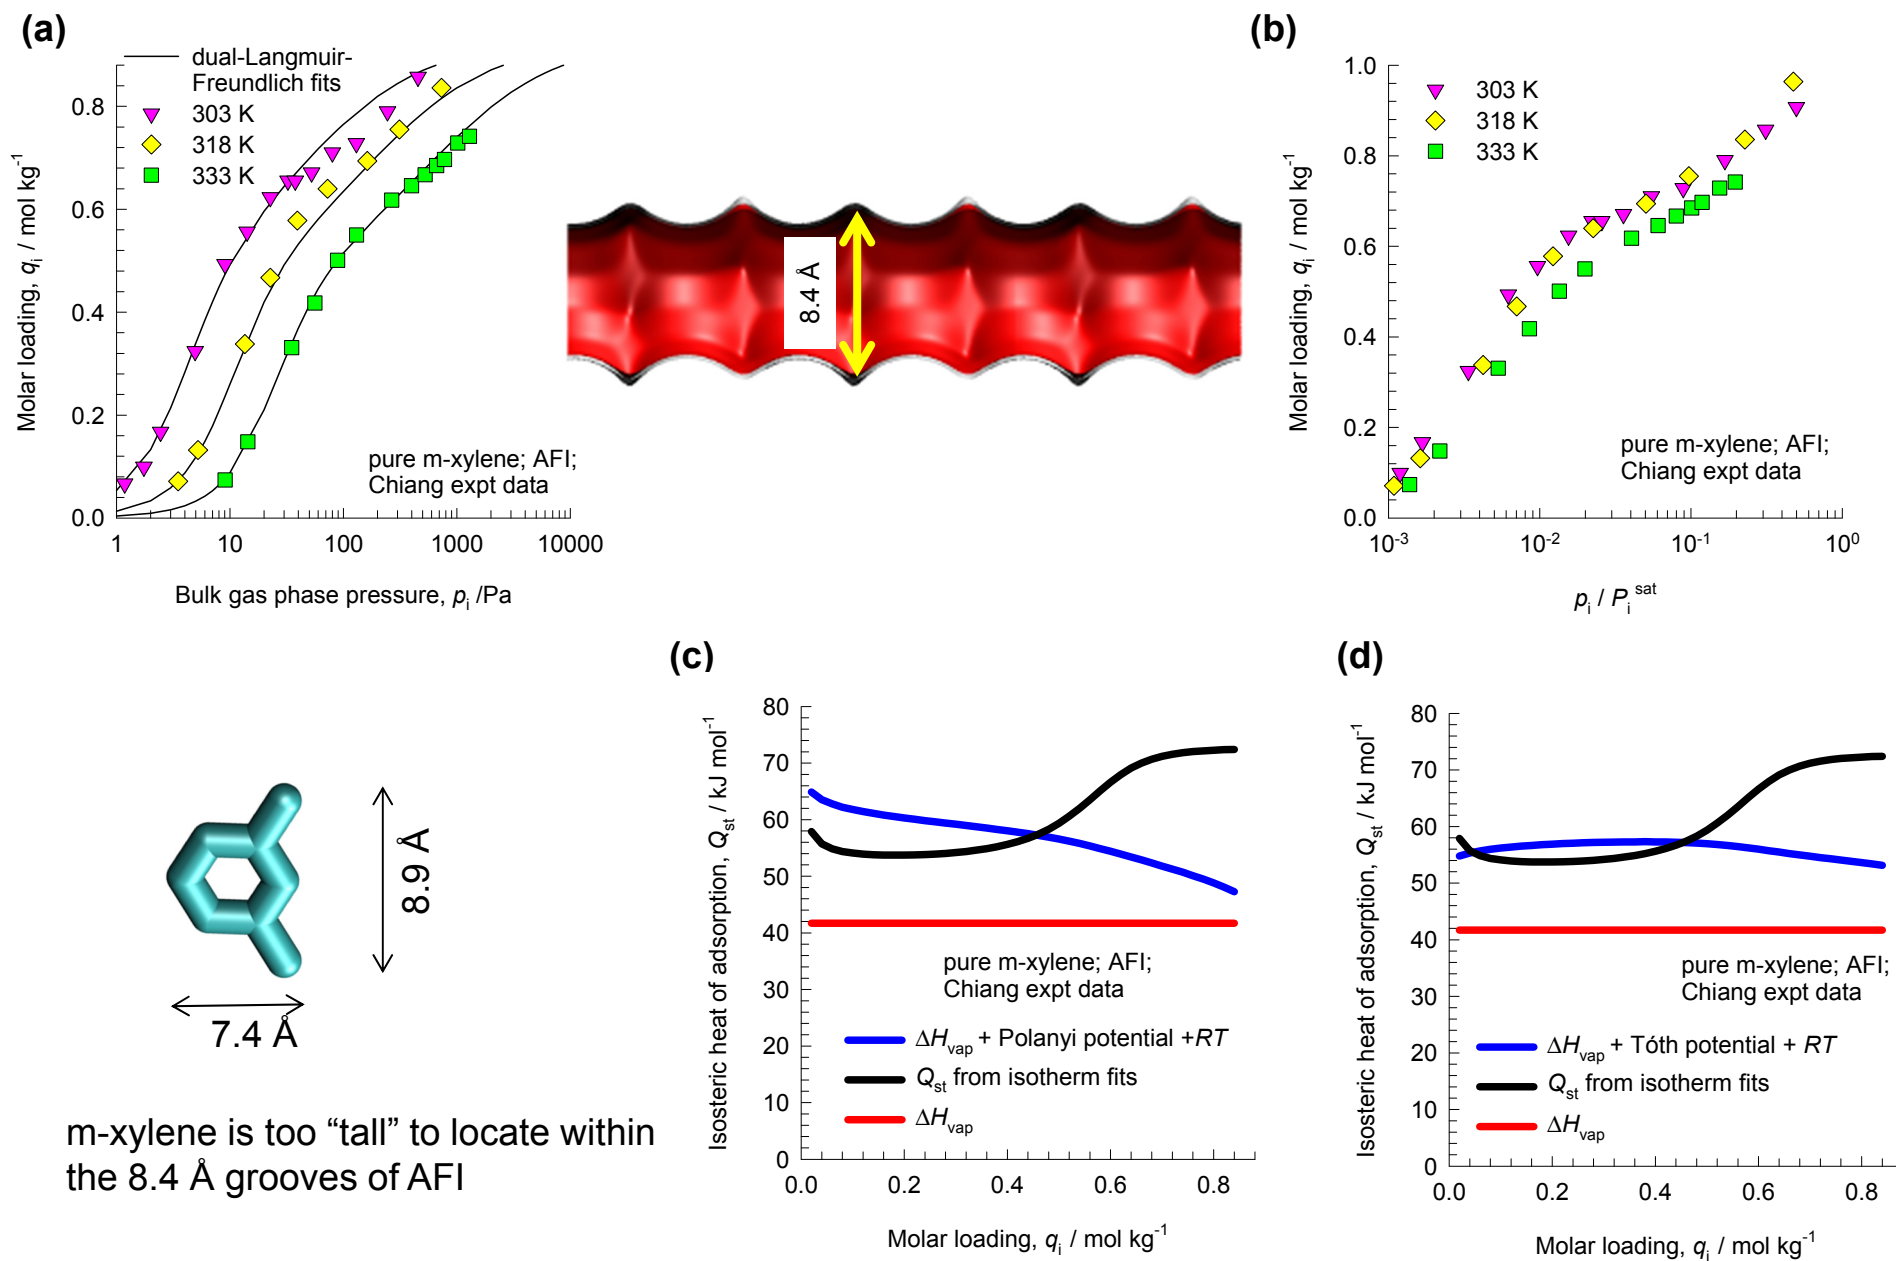 (a)
dual-Langmuir-
Freundlich fits
303 K
318 K
333 K
0.8
0.6
0.4
0.2
0.0
1
10
100
1000
10000
Molar loading, qi / mol kg-1
Bulk gas phase pressure, pi /Pa
pure m-xylene; AFI;
Chiang expt data
8.4 Å
(b)
303 K
318 K
333 K
1.0
0.8
0.6
0.4
0.2
0.0
10-3
10-2
10-1
100
Molar loading, qi / mol kg-1
pi / Pi sat
pure m-xylene; AFI;
Chiang expt data
8.9 Å
7.4 Å
m-xylene is too “tall” to locate within
the 8.4 Å grooves of AFI
(c)
80
70
60
50
40
30
20
10
0
0.0
0.2
0.4
0.6
0.8
Isosteric heat of adsorption, Qst / kJ mol-1
Molar loading, qi / mol kg-1
pure m-xylene; AFI;
Chiang expt data
ΔHvap + Polanyi potential +RT
Qst from isotherm fits
ΔHvap
(d)
80
70
60
50
40
30
20
10
0
0.0
0.2
0.4
0.6
0.8
Isosteric heat of adsorption, Qst / kJ mol-1
Molar loading, qi / mol kg-1
pure m-xylene; AFI;
Chiang expt data
ΔHvap + Tóth potential + RT
Qst from isotherm fits
ΔHvap